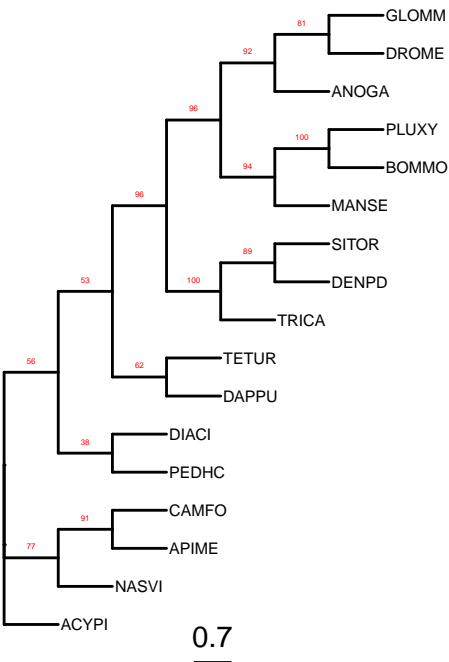 GLOMM
81
DROME
92
ANOGA
96
PLUXY
100
BOMMO
94
MANSE
96
SITOR
89
DENPD
53
100
TRICA
TETUR
56
62
DAPPU
DIACI
38
PEDHC
CAMFO
91
APIME
77
NASVI
ACYPI
0.7